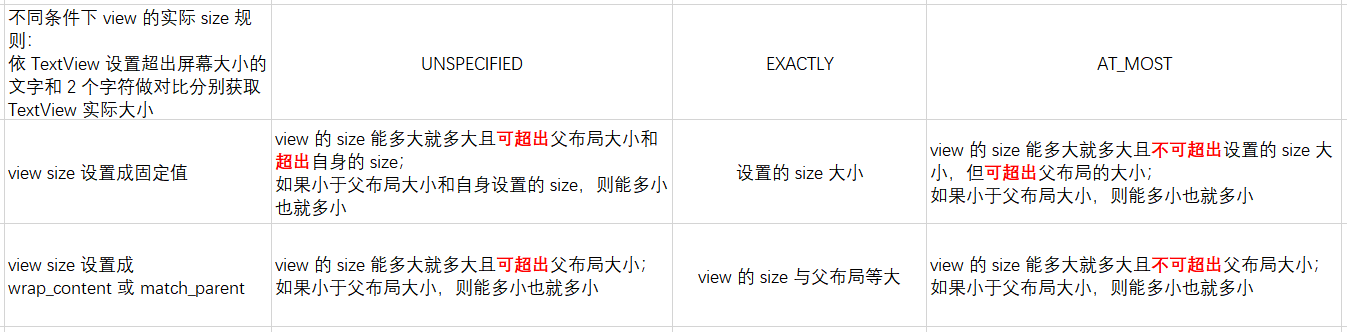 不同条件下 view 的实际 size 规
则：
依 TextView 设置超出屏幕大小的
文字和 2 个字符做对比分别获取
TextView 实际大小
UNSPECIFIED
EXACTLY
AT_MOST
view size 设置成固定值
view 的 size 能多大就多大且可超出父布局大小和
超出自身的 size；
如果小于父布局大小和自身设置的 size，则能多小
也就多小
设置的 size 大小
view 的 size 能多大就多大且不可超出设置的 size 大
小，但可超出父布局的大小；
如果小于父布局大小，则能多小也就多小
view size 设置成
wrap_content 或 match_parent
view 的 size 能多大就多大且可超出父布局大小；
如果小于父布局大小，则能多小也就多小
view 的 size 与父布局等大
view 的 size 能多大就多大且不可超出父布局大小；
如果小于父布局大小，则能多小也就多小